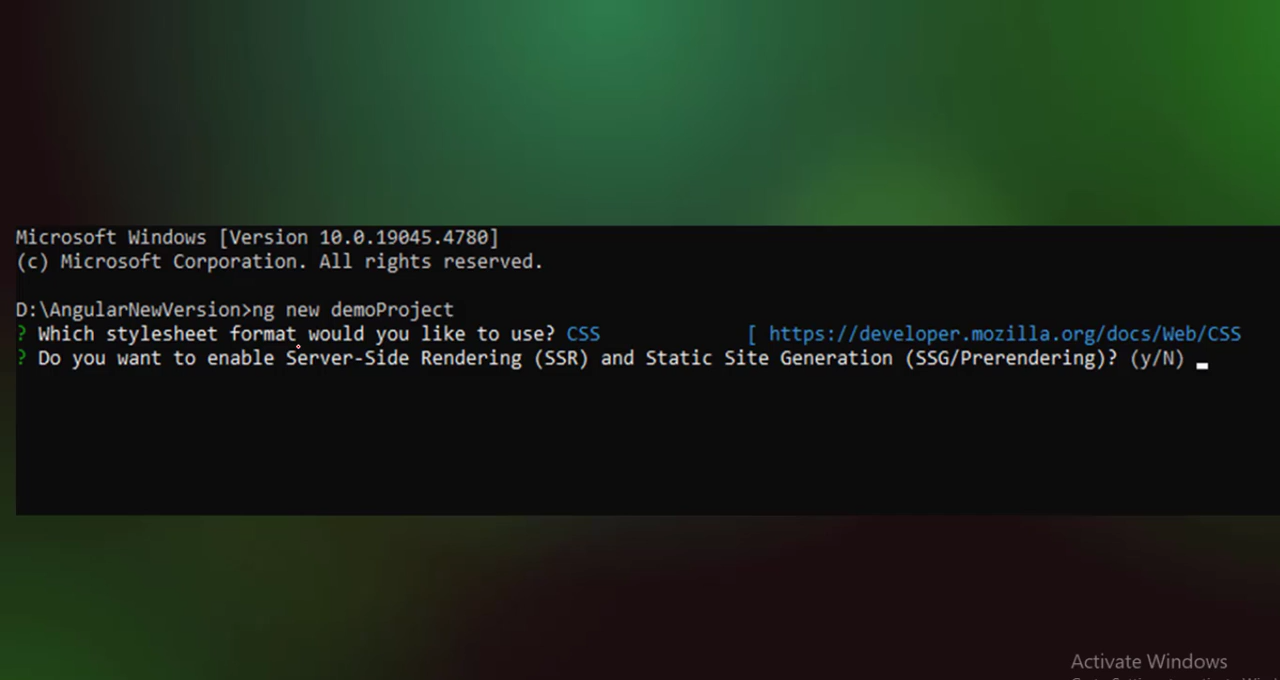 Microsoft Windows [Version 10.0.19045.4780]
(c) Microsoft Corporation. All rights reserved.
D:\AngularNewVersion>ng new demoProject
? Which stylesheet format would you like to use? CSS [ https://developer.mozilla.org/docs/Web/CSS
? Do you want to enable Server-Side Rendering (SSR) and Static Site Generation (SSG/Prerendering)? (y/N)
Activate Windows